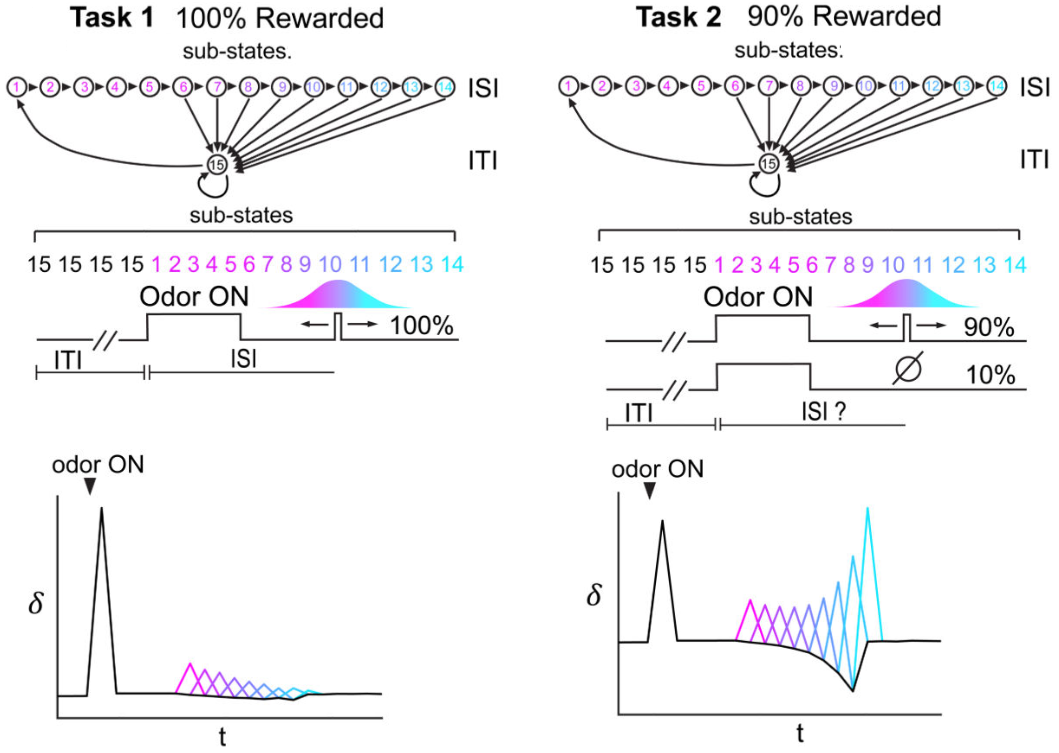 Task 1 100% Rewarded
sub-states.
1 2 3 4 5 6 7 8 9 10 11 12 13 14 ISI
15 ITI
sub-states
15 15 15 15 1 2 3 4 5 6 7 8 9 10 11 12 13 14
Odor ON
100%
ITI ISI
odor ON
δ
t
Task 2 90% Rewarded
sub-states.
1 2 3 4 5 6 7 8 9 10 11 12 13 14 ISI
15 ITI
sub-states
15 15 15 15 1 2 3 4 5 6 7 8 9 10 11 12 13 14
Odor ON
90%
∅ 10%
ITI ISI ?
odor ON
δ
t